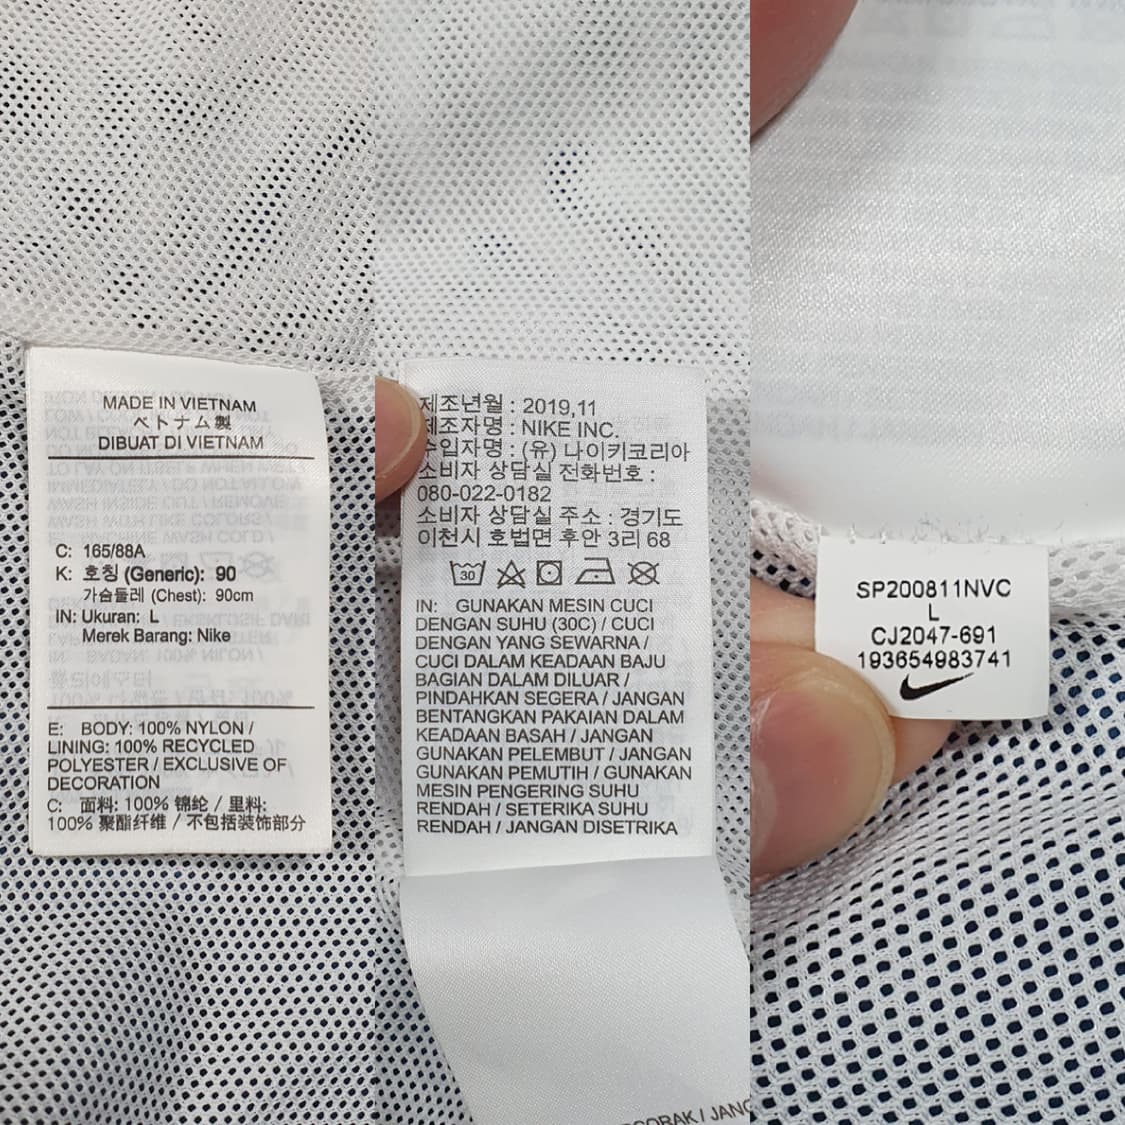 MADE IN VIETNAM
ベトナム製
DIBUAT DI VIETNAM
C: 165/88A
K: 호칭 (Generic): 90
가슴둘레 (Chest): 90cm
IN: Ukuran: L
Merek Barang: Nike
E: BODY: 100% NYLON /
LINING: 100% RECYCLED
POLYESTER / EXCLUSIVE OF
DECORATION
C: 面料: 100% 锦纶 / 里料:
100% 聚酯纤维 / 不包括装饰部分
제조년월 : 2019,11
제조자명 : NIKE INC.
수입자명 : (유) 나이키코리아
소비자 상담실 전화번호 :
080-022-0182
소비자 상담실 주소 : 경기도
이천시 호법면 후안 3리 68
30
IN: GUNAKAN MESIN CUCI
DENGAN SUHU (30C) / CUCI
DENGAN YANG SEWARNA /
CUCI DALAM KEADAAN BAJU
BAGIAN DALAM DILUAR /
PINDAHKAN SEGERA / JANGAN
BENTANGKAN PAKAIAN DALAM
KEADAAN BASAH / JANGAN
GUNAKAN PELEMBUT / JANGAN
GUNAKAN PEMUTIH / GUNAKAN
MESIN PENGERING SUHU
RENDAH / SETERIKA SUHU
RENDAH / JANGAN DISETRIKA
SP200811NVC
L
CJ2047-691
193654983741